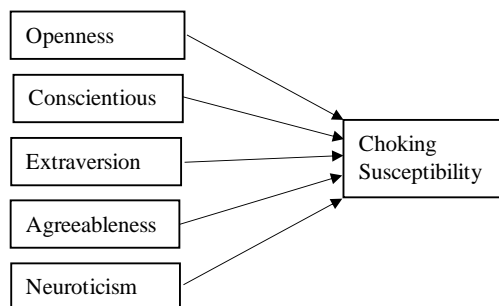 Openness
Conscientious
Extraversion
Agreeableness
Neuroticism
Choking
Susceptibility